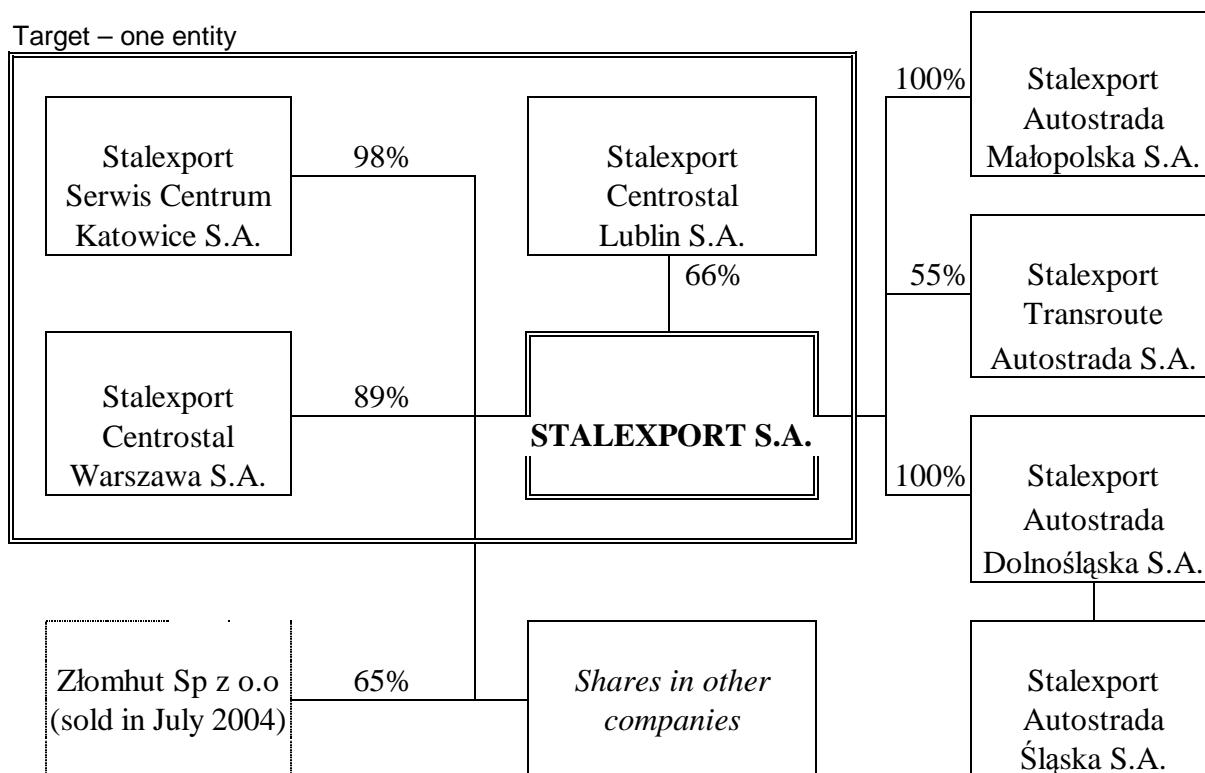 Target – one entity
Stalexport
Serwis Centrum
Katowice S.A.
98%
Stalexport
Centrostal
Lublin S.A.
66%
100%
Stalexport
Autostrada
Małopolska S.A.
55%
Stalexport
Transroute
Autostrada S.A.
Stalexport
Centrostal
Warszawa S.A.
89%
STALEXPORT S.A.
100%
Stalexport
Autostrada
Dolnośląska S.A.
Złomhut Sp z o.o
(sold in July 2004)
65%
Shares in other
companies
Stalexport
Autostrada
Śląska S.A.